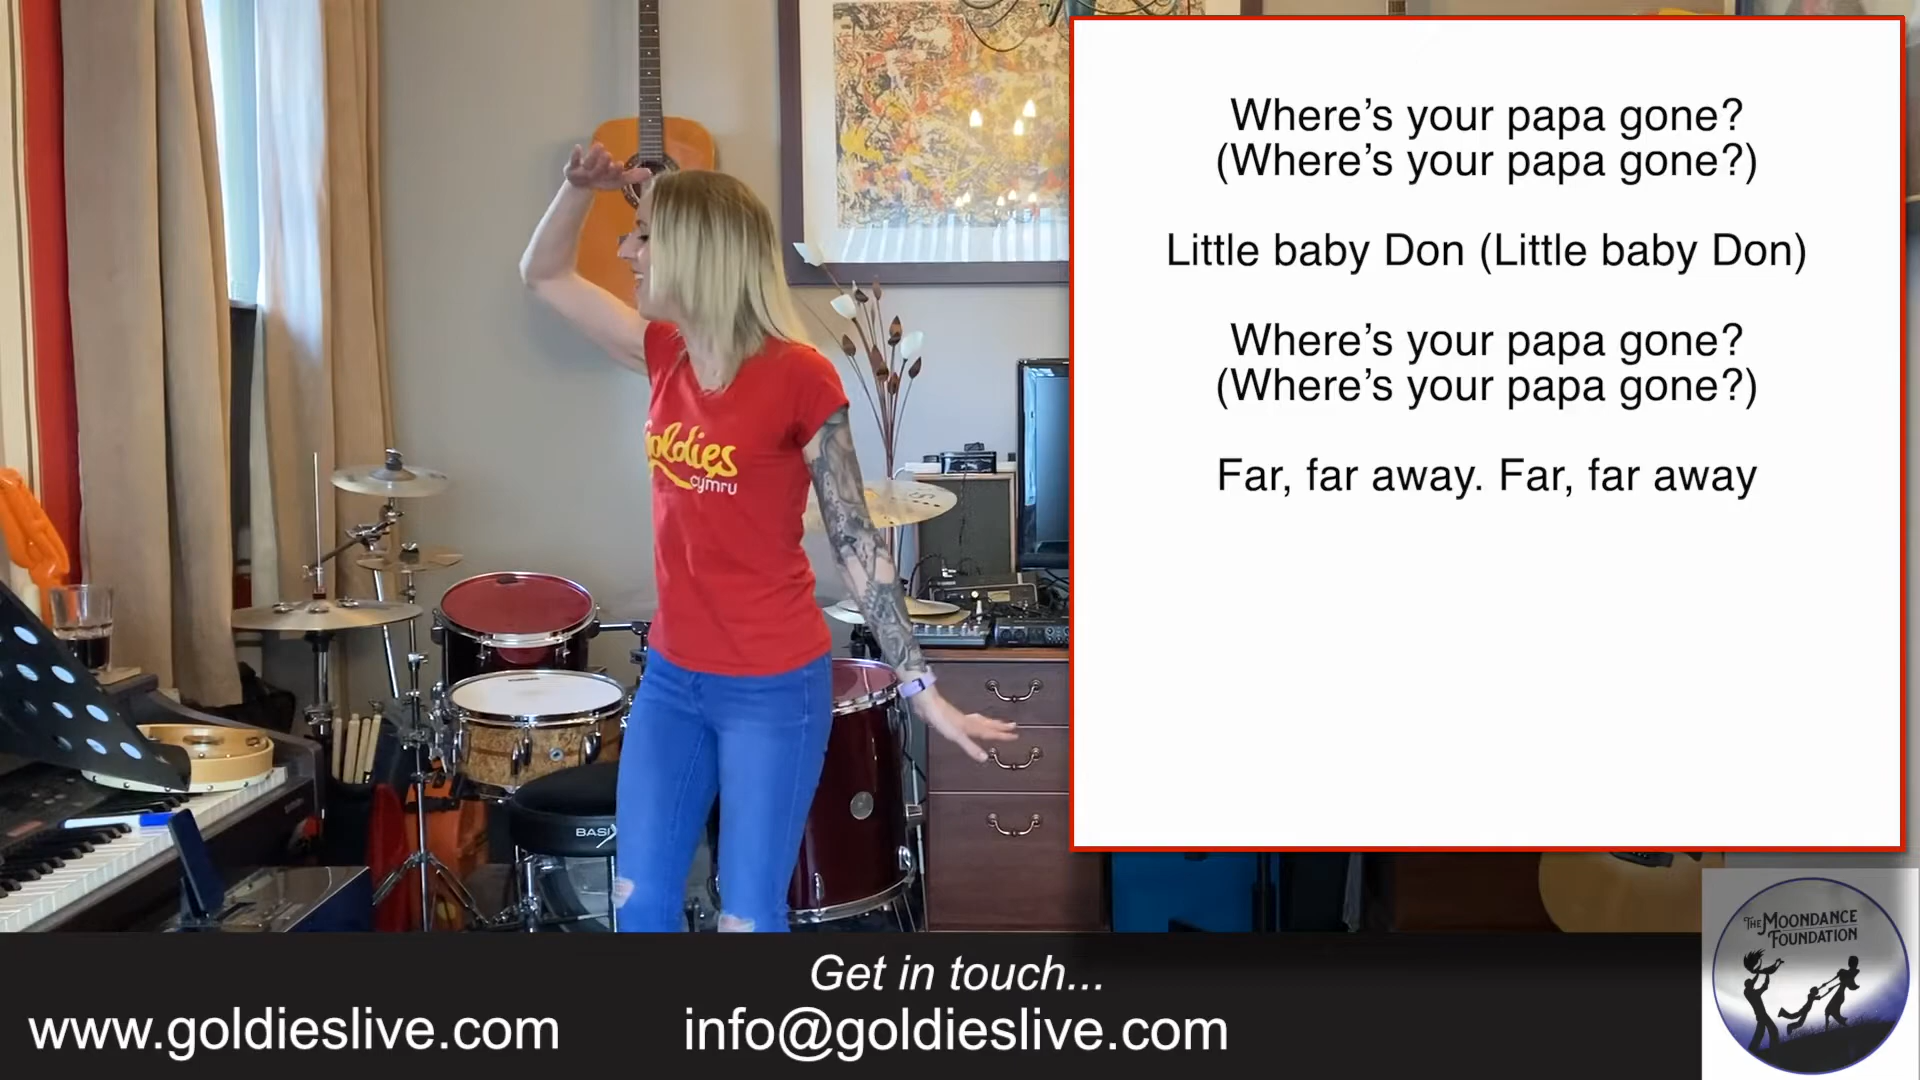 Where’s your papa gone?
(Where’s your papa gone?)
Little baby Don (Little baby Don)
Where’s your papa gone?
(Where’s your papa gone?)
Far, far away. Far, far away
Goldies
cymru
BASIX
THE MOONDANCE
FOUNDATION
Get in touch...
www.goldieslive.com
info@goldieslive.com